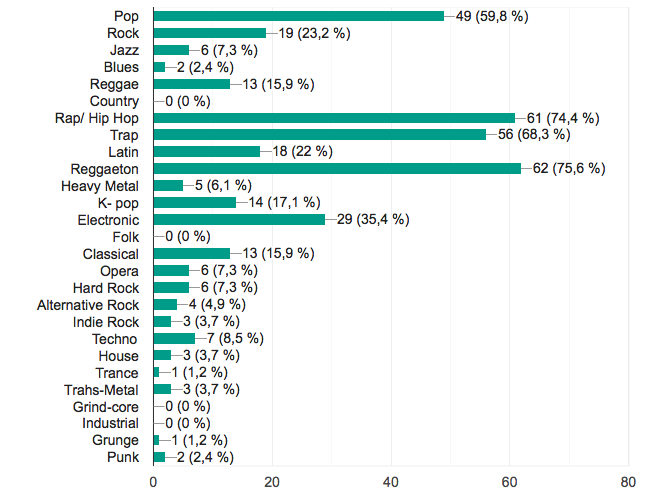 Pop 49 (59,8 %)
Rock 19 (23,2 %)
Jazz 6 (7,3 %)
Blues 2 (2,4 %)
Reggae 13 (15,9 %)
Country 0 (0 %)
Rap/ Hip Hop 61 (74,4 %)
Trap 56 (68,3 %)
Latin 18 (22 %)
Reggaeton 62 (75,6 %)
Heavy Metal 5 (6,1 %)
K- pop 14 (17,1 %)
Electronic 29 (35,4 %)
Folk 0 (0 %)
Classical 13 (15,9 %)
Opera 6 (7,3 %)
Hard Rock 6 (7,3 %)
Alternative Rock 4 (4,9 %)
Indie Rock 3 (3,7 %)
Techno 7 (8,5 %)
House 3 (3,7 %)
Trance 1 (1,2 %)
Trahs-Metal 3 (3,7 %)
Grind-core 0 (0 %)
Industrial 0 (0 %)
Grunge 1 (1,2 %)
Punk 2 (2,4 %)
0 20 40 60 80